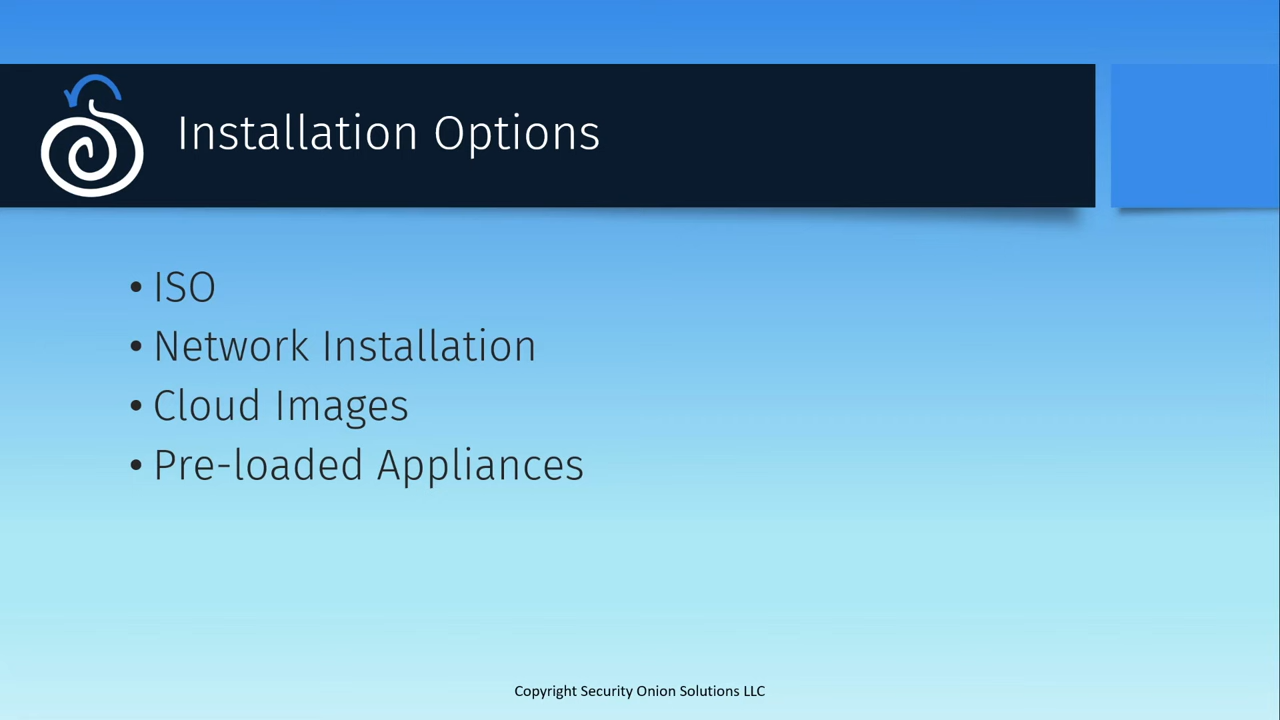 Installation Options
• ISO
• Network Installation
• Cloud Images
• Pre-loaded Appliances
Copyright Security Onion Solutions LLC